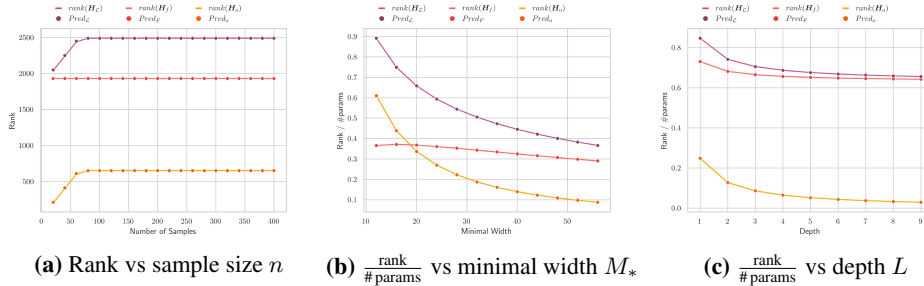 rank(H_L) rank(H_f) rank(H_o)
Pred_L Pred_F Pred_o
2500
2000
1500
1000
500
Rank
0 50 100 150 200 250 300 350 400
Number of Samples
(a) Rank vs sample size n
rank(H_L) rank(H_f) rank(H_o)
Pred_L Pred_F Pred_o
0.9
0.8
0.7
0.6
0.5
0.4
0.3
0.2
0.1
Rank / #params
10 20 30 40 50
Minimal Width
(b) rank/# params vs minimal width M_*
rank(H_L) rank(H_f) rank(H_o)
Pred_L Pred_F Pred_o
0.8
0.6
0.4
0.2
0.0
Rank / #params
1 2 3 4 5 6 7 8 9
Depth
(c) rank/# params vs depth L